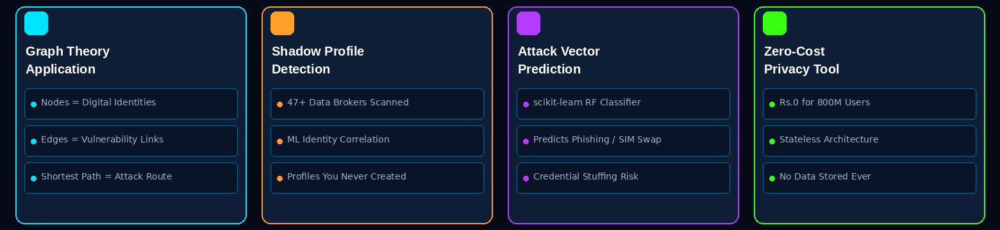 Graph Theory
Application
Nodes = Digital Identities
Edges = Vulnerability Links
Shortest Path = Attack Route
Shadow Profile
Detection
47+ Data Brokers Scanned
ML Identity Correlation
Profiles You Never Created
Attack Vector
Prediction
scikit-learn RF Classifier
Predicts Phishing / SIM Swap
Credential Stuffing Risk
Zero-Cost
Privacy Tool
Rs.0 for 800M Users
Stateless Architecture
No Data Stored Ever